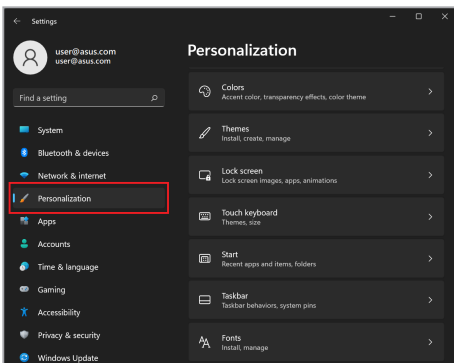 Settings
user@asus.com
user@asus.com
Find a setting
System
Bluetooth & devices
Network & internet
Personalization
Apps
Accounts
Time & language
Gaming
Accessibility
Privacy & security
Windows Update
Personalization
Colors
Accent color, transparency effects, color theme
Themes
Install, create, manage
Lock screen
Lock screen images, apps, animations
Touch keyboard
Themes, size
Start
Recent apps and items, folders
Taskbar
Taskbar behaviors, system pins
Fonts
Install, manage